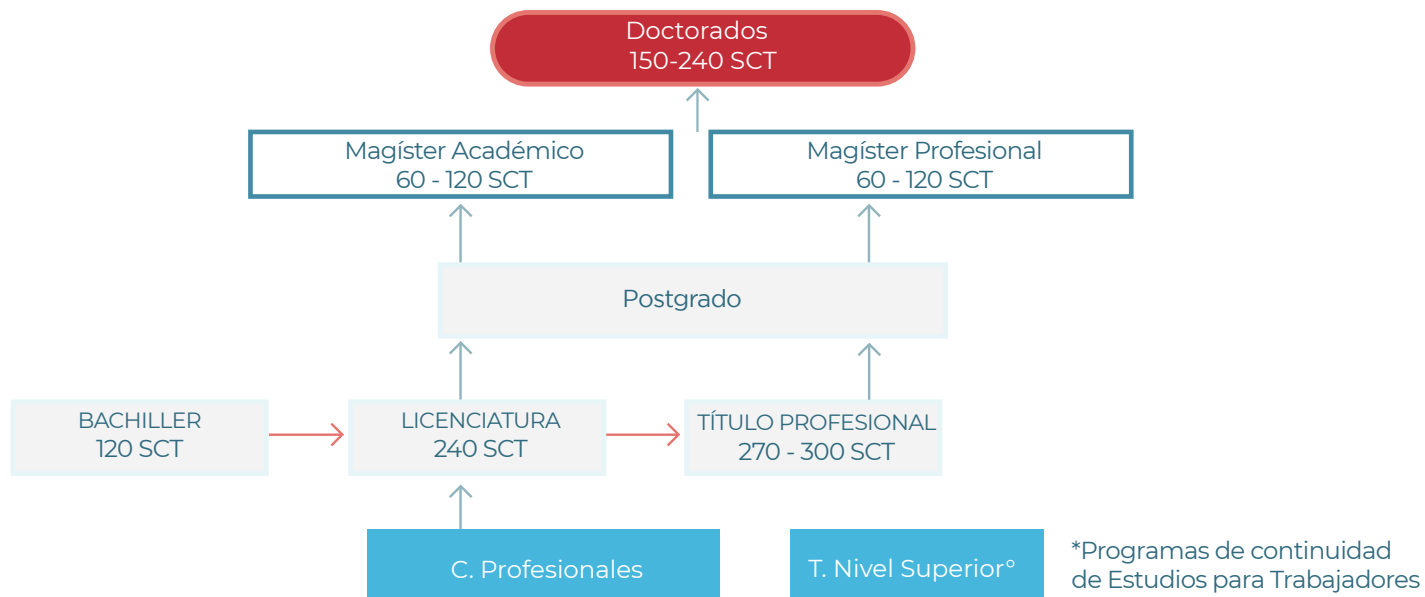 Doctorados
150-240 SCT
Magíster Académico
60 - 120 SCT
Magíster Profesional
60 - 120 SCT
Postgrado
BACHILLER
120 SCT
LICENCIATURA
240 SCT
TÍTULO PROFESIONAL
270 - 300 SCT
C. Profesionales
T. Nivel Superior°
*Programas de continuidad
de Estudios para Trabajadores